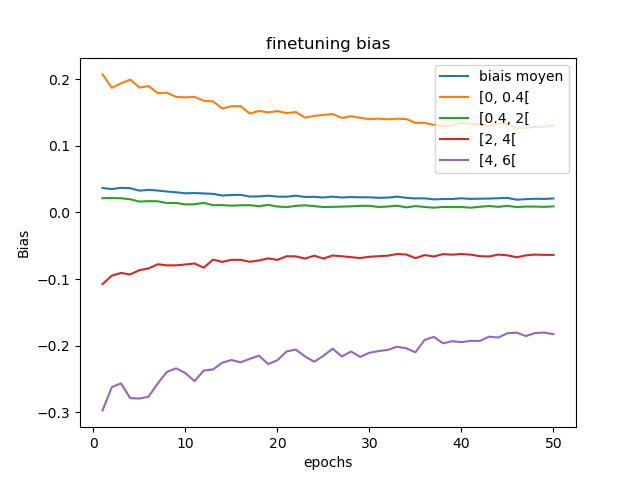 finetuning bias
biais moyen
[0, 0.4[
[0.4, 2[
[2, 4[
[4, 6[
Bias
0.2
0.1
0.0
−0.1
−0.2
−0.3
0 10 20 30 40 50
epochs